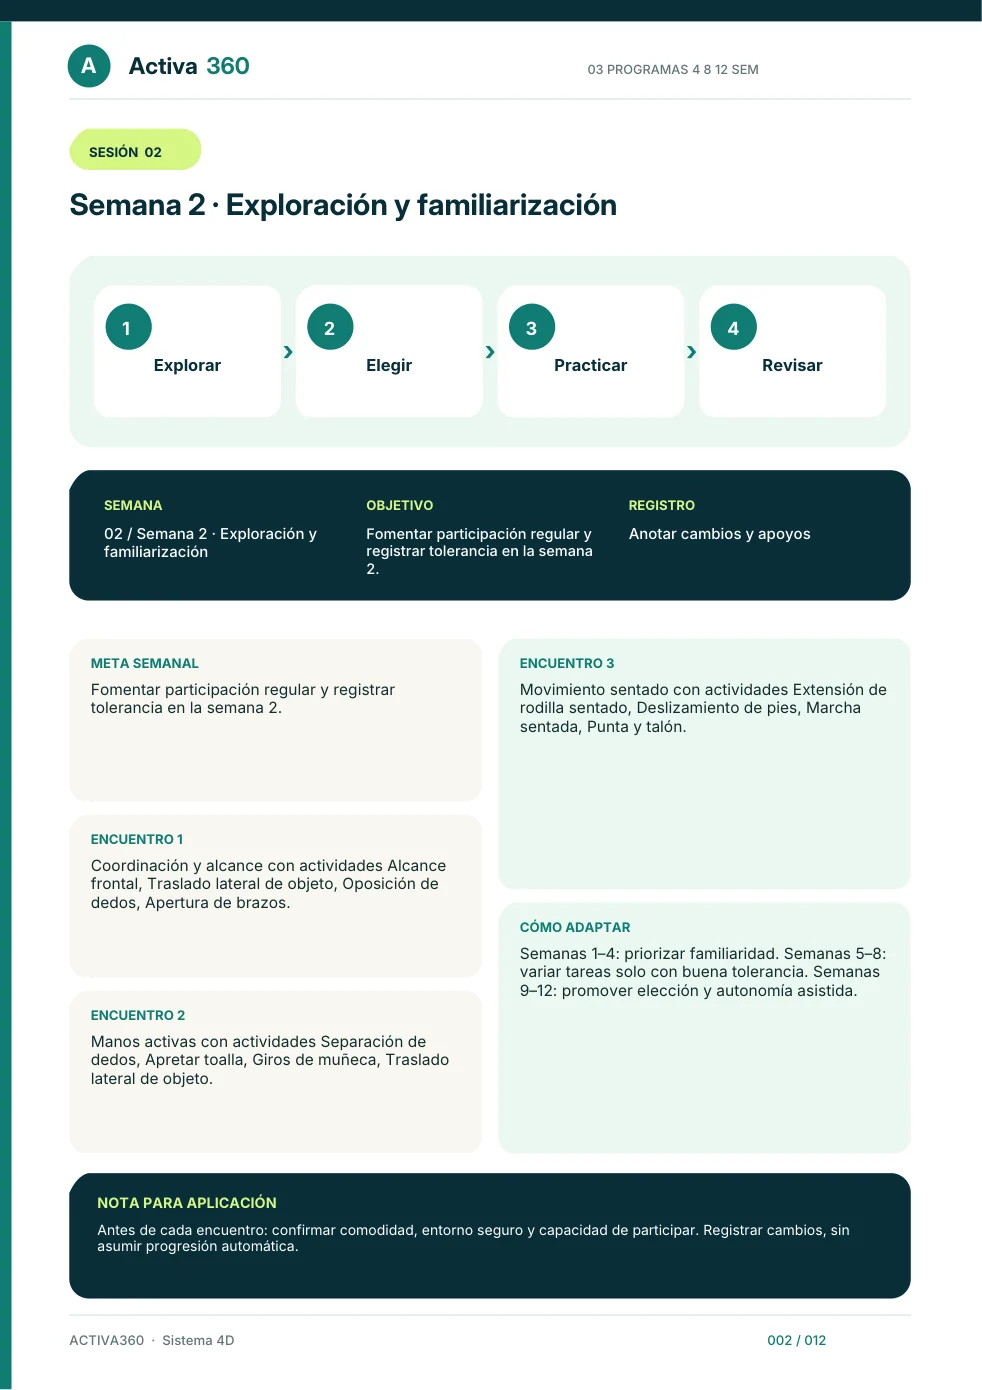 A
Activa 360
03 PROGRAMAS 4 8 12 SEM
SESIÓN 02
Semana 2 · Exploración y familiarización
1
Explorar
›
2
Elegir
›
3
Practicar
›
4
Revisar
SEMANA
02 / Semana 2 · Exploración y
familiarización
OBJETIVO
Fomentar participación regular y
registrar tolerancia en la semana
2.
REGISTRO
Anotar cambios y apoyos
META SEMANAL
Fomentar participación regular y registrar
tolerancia en la semana 2.
ENCUENTRO 1
Coordinación y alcance con actividades Alcance
frontal, Traslado lateral de objeto, Oposición de
dedos, Apertura de brazos.
ENCUENTRO 2
Manos activas con actividades Separación de
dedos, Apretar toalla, Giros de muñeca, Traslado
lateral de objeto.
ENCUENTRO 3
Movimiento sentado con actividades Extensión de
rodilla sentado, Deslizamiento de pies, Marcha
sentada, Punta y talón.
CÓMO ADAPTAR
Semanas 1–4: priorizar familiaridad. Semanas 5–8:
variar tareas solo con buena tolerancia. Semanas
9–12: promover elección y autonomía asistida.
NOTA PARA APLICACIÓN
Antes de cada encuentro: confirmar comodidad, entorno seguro y capacidad de participar. Registrar cambios, sin
asumir progresión automática.
ACTIVA360 · Sistema 4D
002 / 012